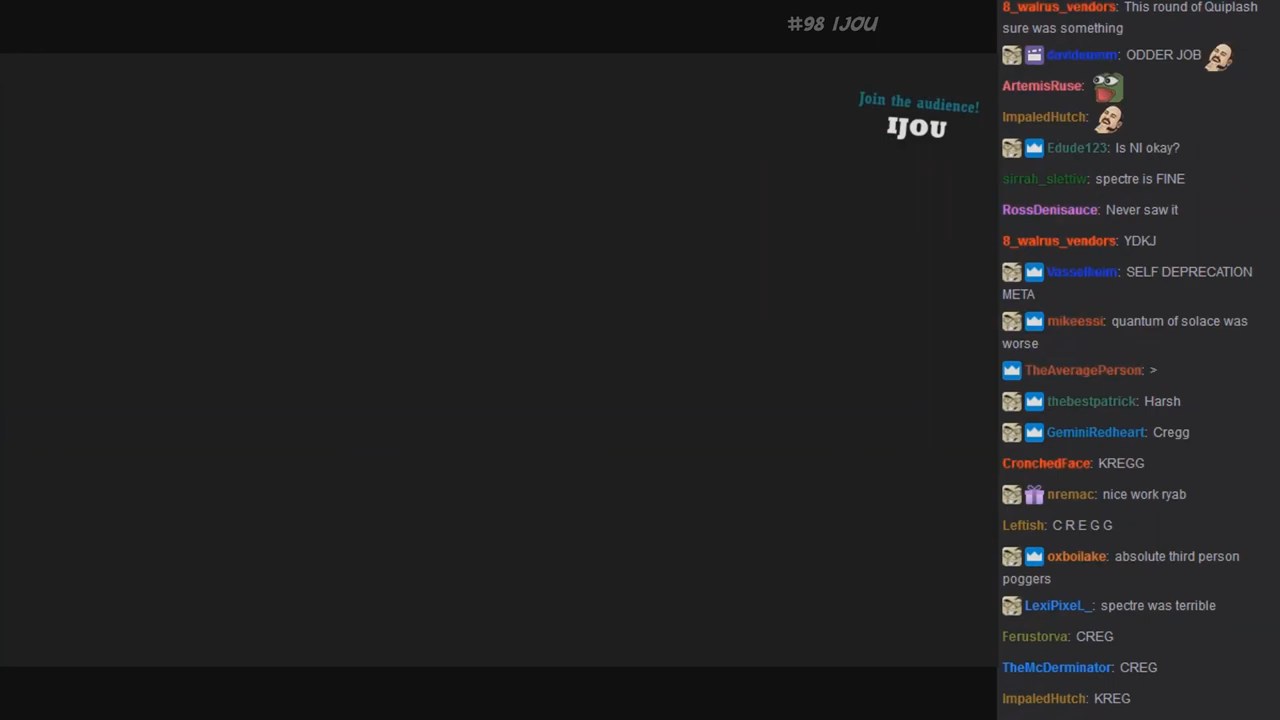 #98 IJOU
Join the audience!
IJOU
8_walrus_vendors: This round of Quiplash
sure was something
davidaumm: ODDER JOB
ArtemisRuse:
ImpaledHutch:
Edude123: Is NI okay?
sirrah_slettiw: spectre is FINE
RossDenisauce: Never saw it
8_walrus_vendors: YDKJ
Vasselheim: SELF DEPRECATION
META
mikeessi: quantum of solace was
worse
TheAveragePerson: >
thebestpatrick: Harsh
GeminiRedheart: Cregg
CronchedFace: KREGG
nremac: nice work ryab
Leftish: C R E G G
oxboilake: absolute third person
poggers
LexiPixeL_: spectre was terrible
Ferustorva: CREG
TheMcDerminator: CREG
ImpaledHutch: KREG